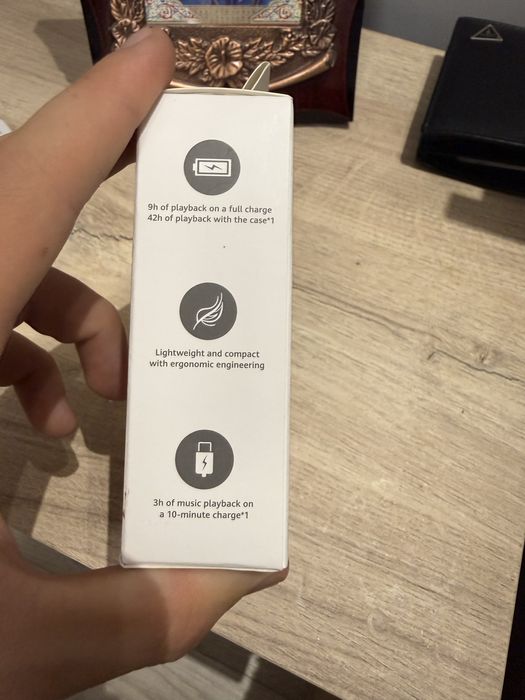 9h of playback on a full charge
42h of playback with the case*1
Lightweight and compact
with ergonomic engineering
3h of music playback on
a 10-minute charge*1